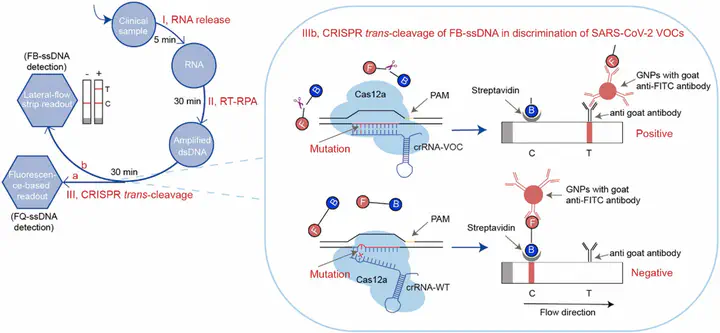 Clinical
sample
I, RNA release
5 min
RNA
30 min
II, RT-RPA
Amplified
dsDNA
30 min
III, CRISPR trans-cleavage
b
a
(FB-ssDNA
detection)
Lateral-flow
strip readout
- +
T
C
Fluorescen-
ce-based
readout
(FQ-ssDNA
detection)
IIIb, CRISPR trans-cleavage of FB-ssDNA in discrimination of SARS-CoV-2 VOCs
F
B
F
B
Cas12a
PAM
Mutation
crRNA-VOC
Streptavidin
B
F
GNPs with goat
anti-FITC antibody
anti goat antibody
Positive
C
T
F
B
F
B
PAM
Mutation
Cas12a
crRNA-WT
GNPs with goat
anti-FITC antibody
F
Streptavidin
B
anti goat antibody
Negative
C
T
Flow direction